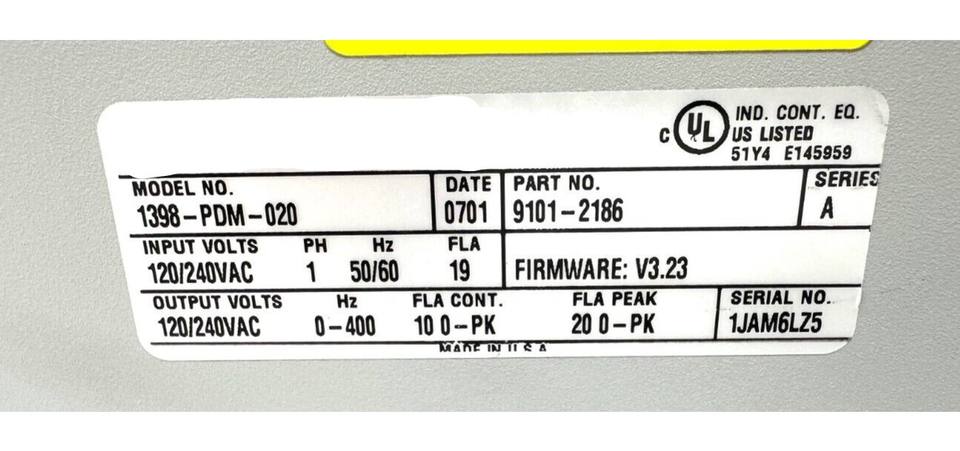 IND. CONT. EQ.
C UL US LISTED
51Y4 E145959
MODEL NO. DATE PART NO. SERIES
1398-PDM-020 0701 9101-2186 A
INPUT VOLTS PH Hz FLA
120/240VAC 1 50/60 19 FIRMWARE: V3.23
OUTPUT VOLTS Hz FLA CONT. FLA PEAK SERIAL NO.
120/240VAC 0-400 10 0-PK 20 0-PK 1JAM6LZ5
MADE IN U.S.A